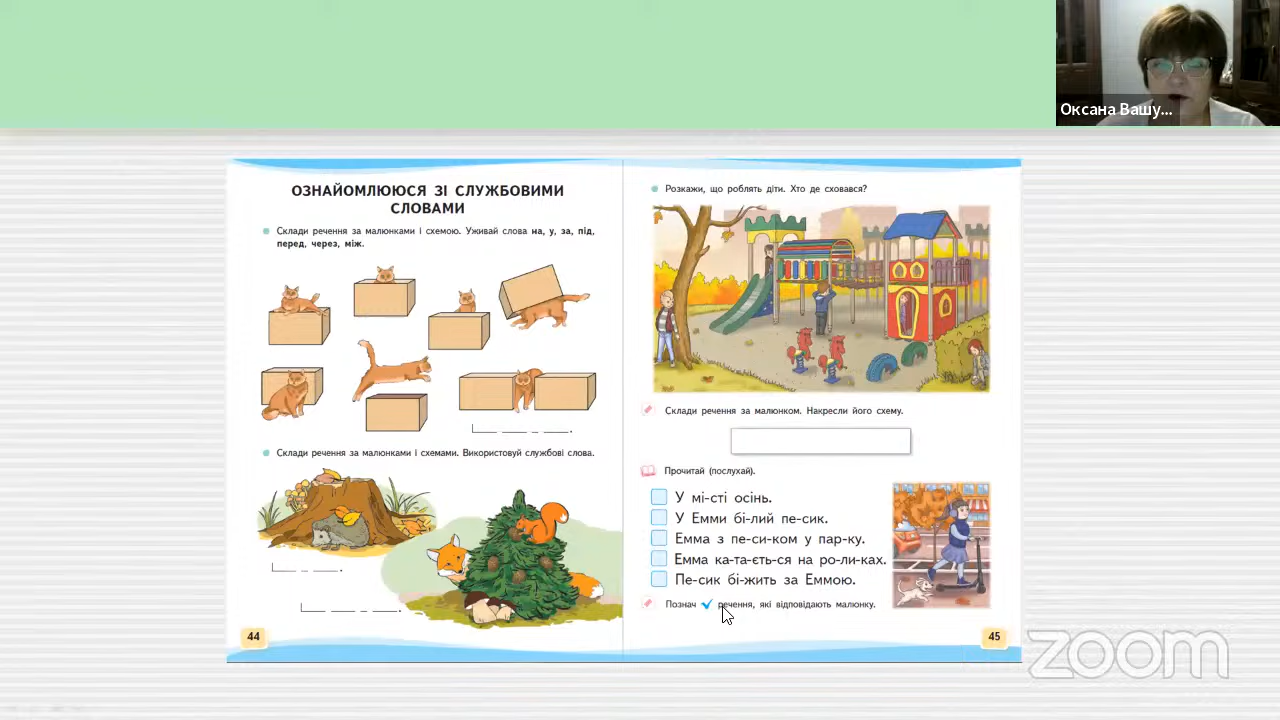 Оксана Вашу...
ОЗНАЙОМЛЮЮСЯ ЗІ СЛУЖБОВИМИ
СЛОВАМИ
Склади речення за малюнками і схемою. Уживай слова на, у, за, під,
перед, через, між.
Склади речення за малюнками і схемами. Використовуй службові слова.
44
Розкажи, що роблять діти. Хто де сховався?
Склади речення за малюнком. Накресли його схему.
Прочитай (послухай).
У мі-сті осінь.
У Емми бі-лий пе-сик.
Емма з пе-си-ком у пар-ку.
Емма ка-та-єть-ся на ро-ли-ках.
Пе-сик бі-жить за Еммою.
Познач ✓ речення, які відповідають малюнку.
45
zoom